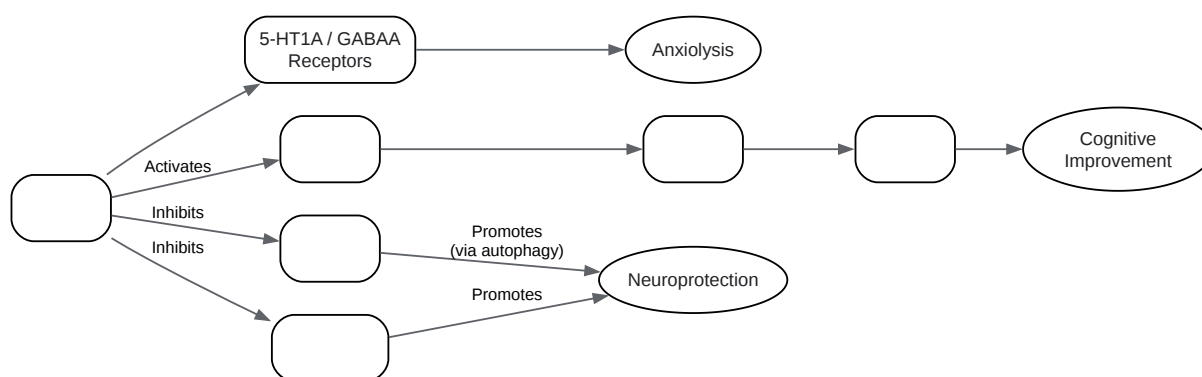 5-HT1A / GABAA
Receptors
Anxiolysis
Activates
Cognitive
Improvement
Inhibits
Inhibits
Promotes
(via autophagy)
Neuroprotection
Promotes